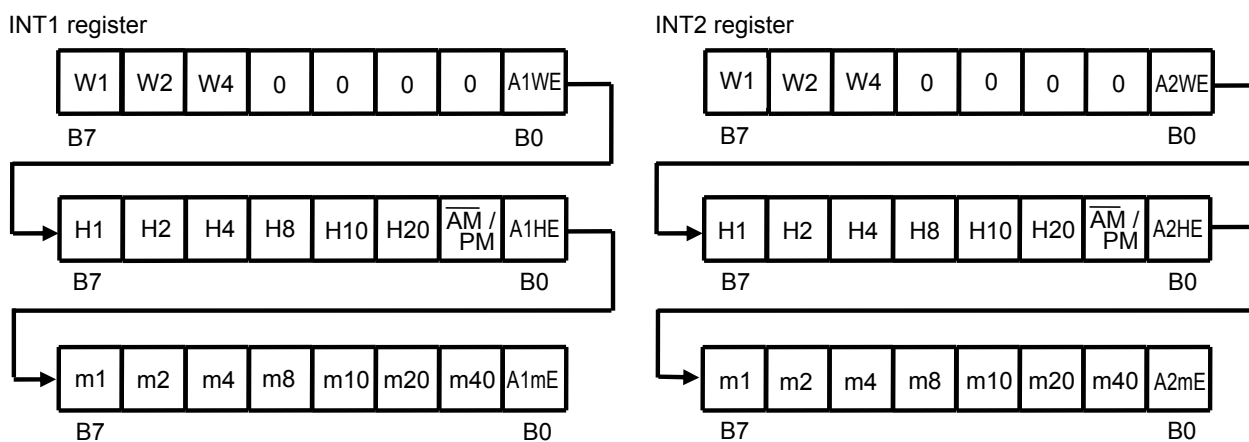 INT1 register
W1 W2 W4 0 0 0 0 A1WE
B7 B0
H1 H2 H4 H8 H10 H20 A̅M̅ / PM A1HE
B7 B0
m1 m2 m4 m8 m10 m20 m40 A1mE
B7 B0
INT2 register
W1 W2 W4 0 0 0 0 A2WE
B7 B0
H1 H2 H4 H8 H10 H20 A̅M̅ / PM A2HE
B7 B0
m1 m2 m4 m8 m10 m20 m40 A2mE
B7 B0